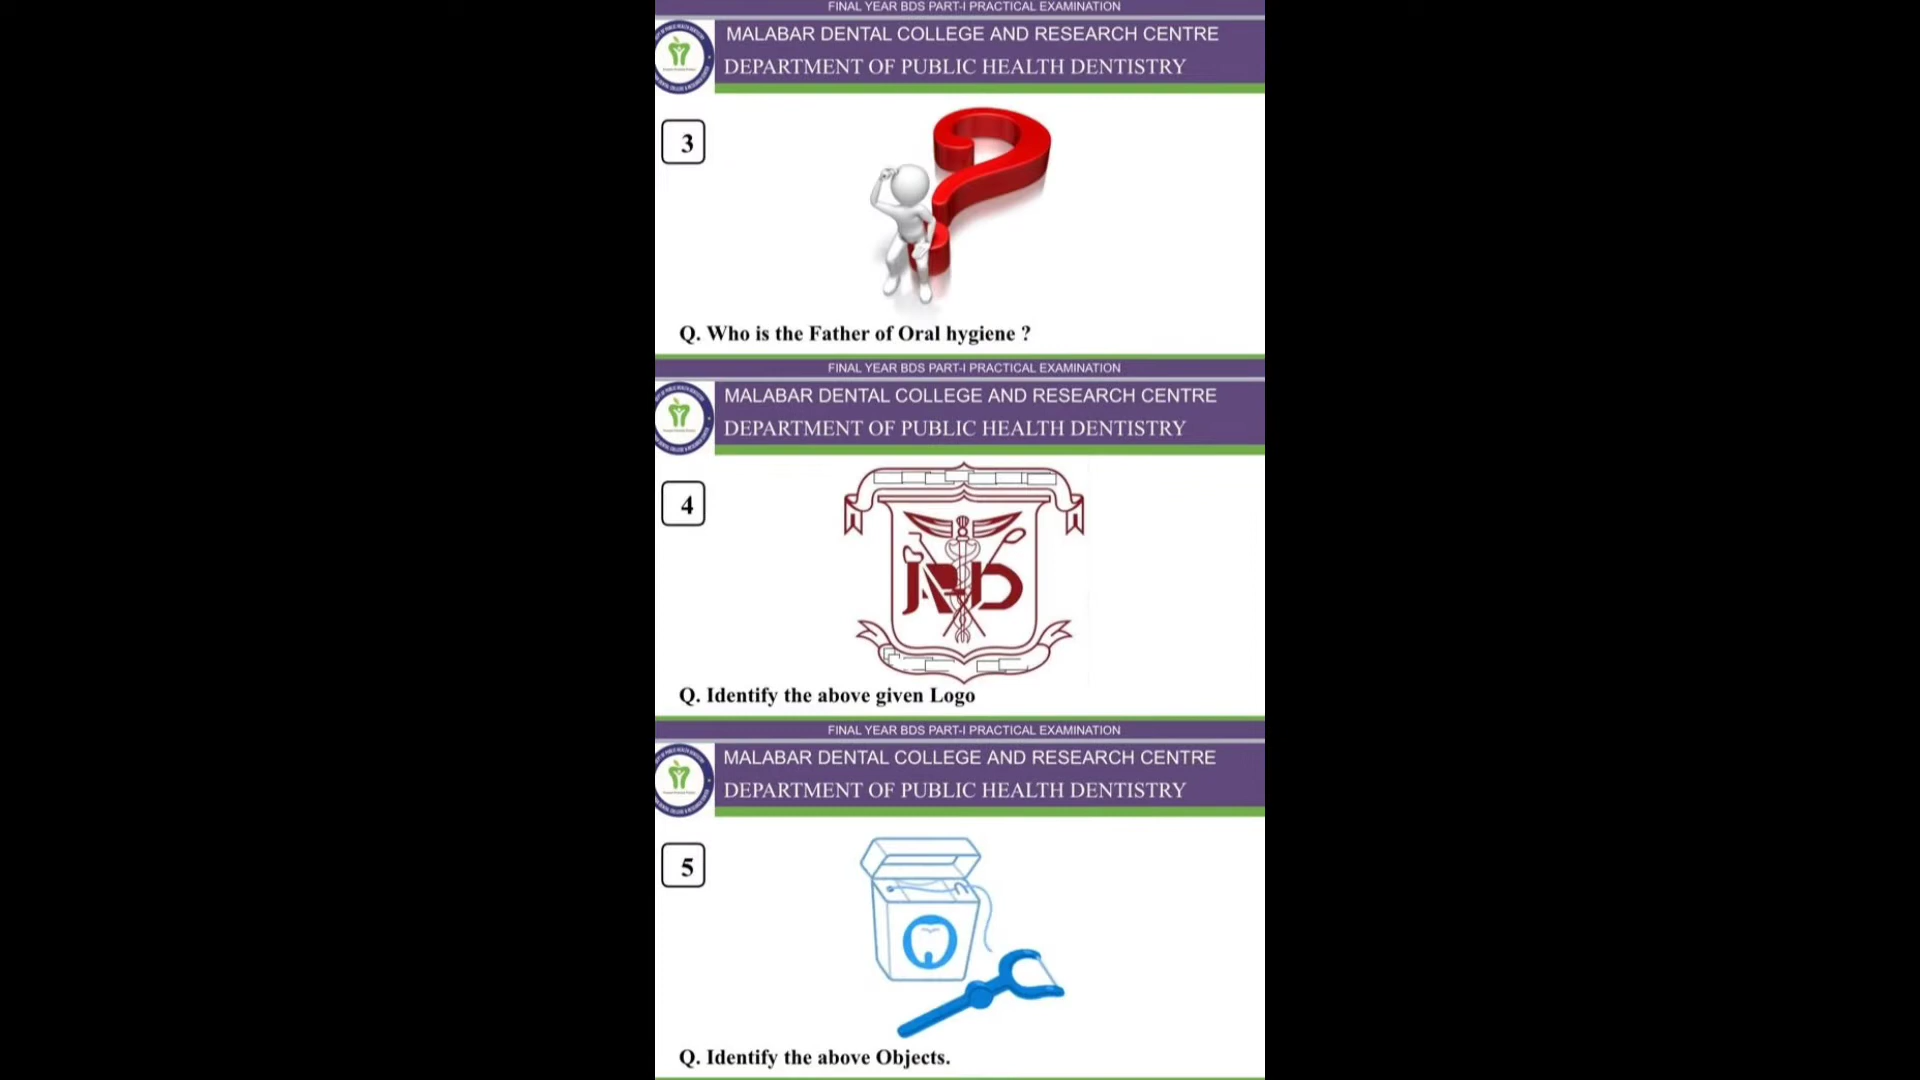 FINAL YEAR BDS PART-I PRACTICAL EXAMINATION
MALABAR DENTAL COLLEGE AND RESEARCH CENTRE
DEPARTMENT OF PUBLIC HEALTH DENTISTRY
3
Q. Who is the Father of Oral hygiene ?
FINAL YEAR BDS PART-I PRACTICAL EXAMINATION
MALABAR DENTAL COLLEGE AND RESEARCH CENTRE
DEPARTMENT OF PUBLIC HEALTH DENTISTRY
4
Q. Identify the above given Logo
FINAL YEAR BDS PART-I PRACTICAL EXAMINATION
MALABAR DENTAL COLLEGE AND RESEARCH CENTRE
DEPARTMENT OF PUBLIC HEALTH DENTISTRY
5
Q. Identify the above Objects.